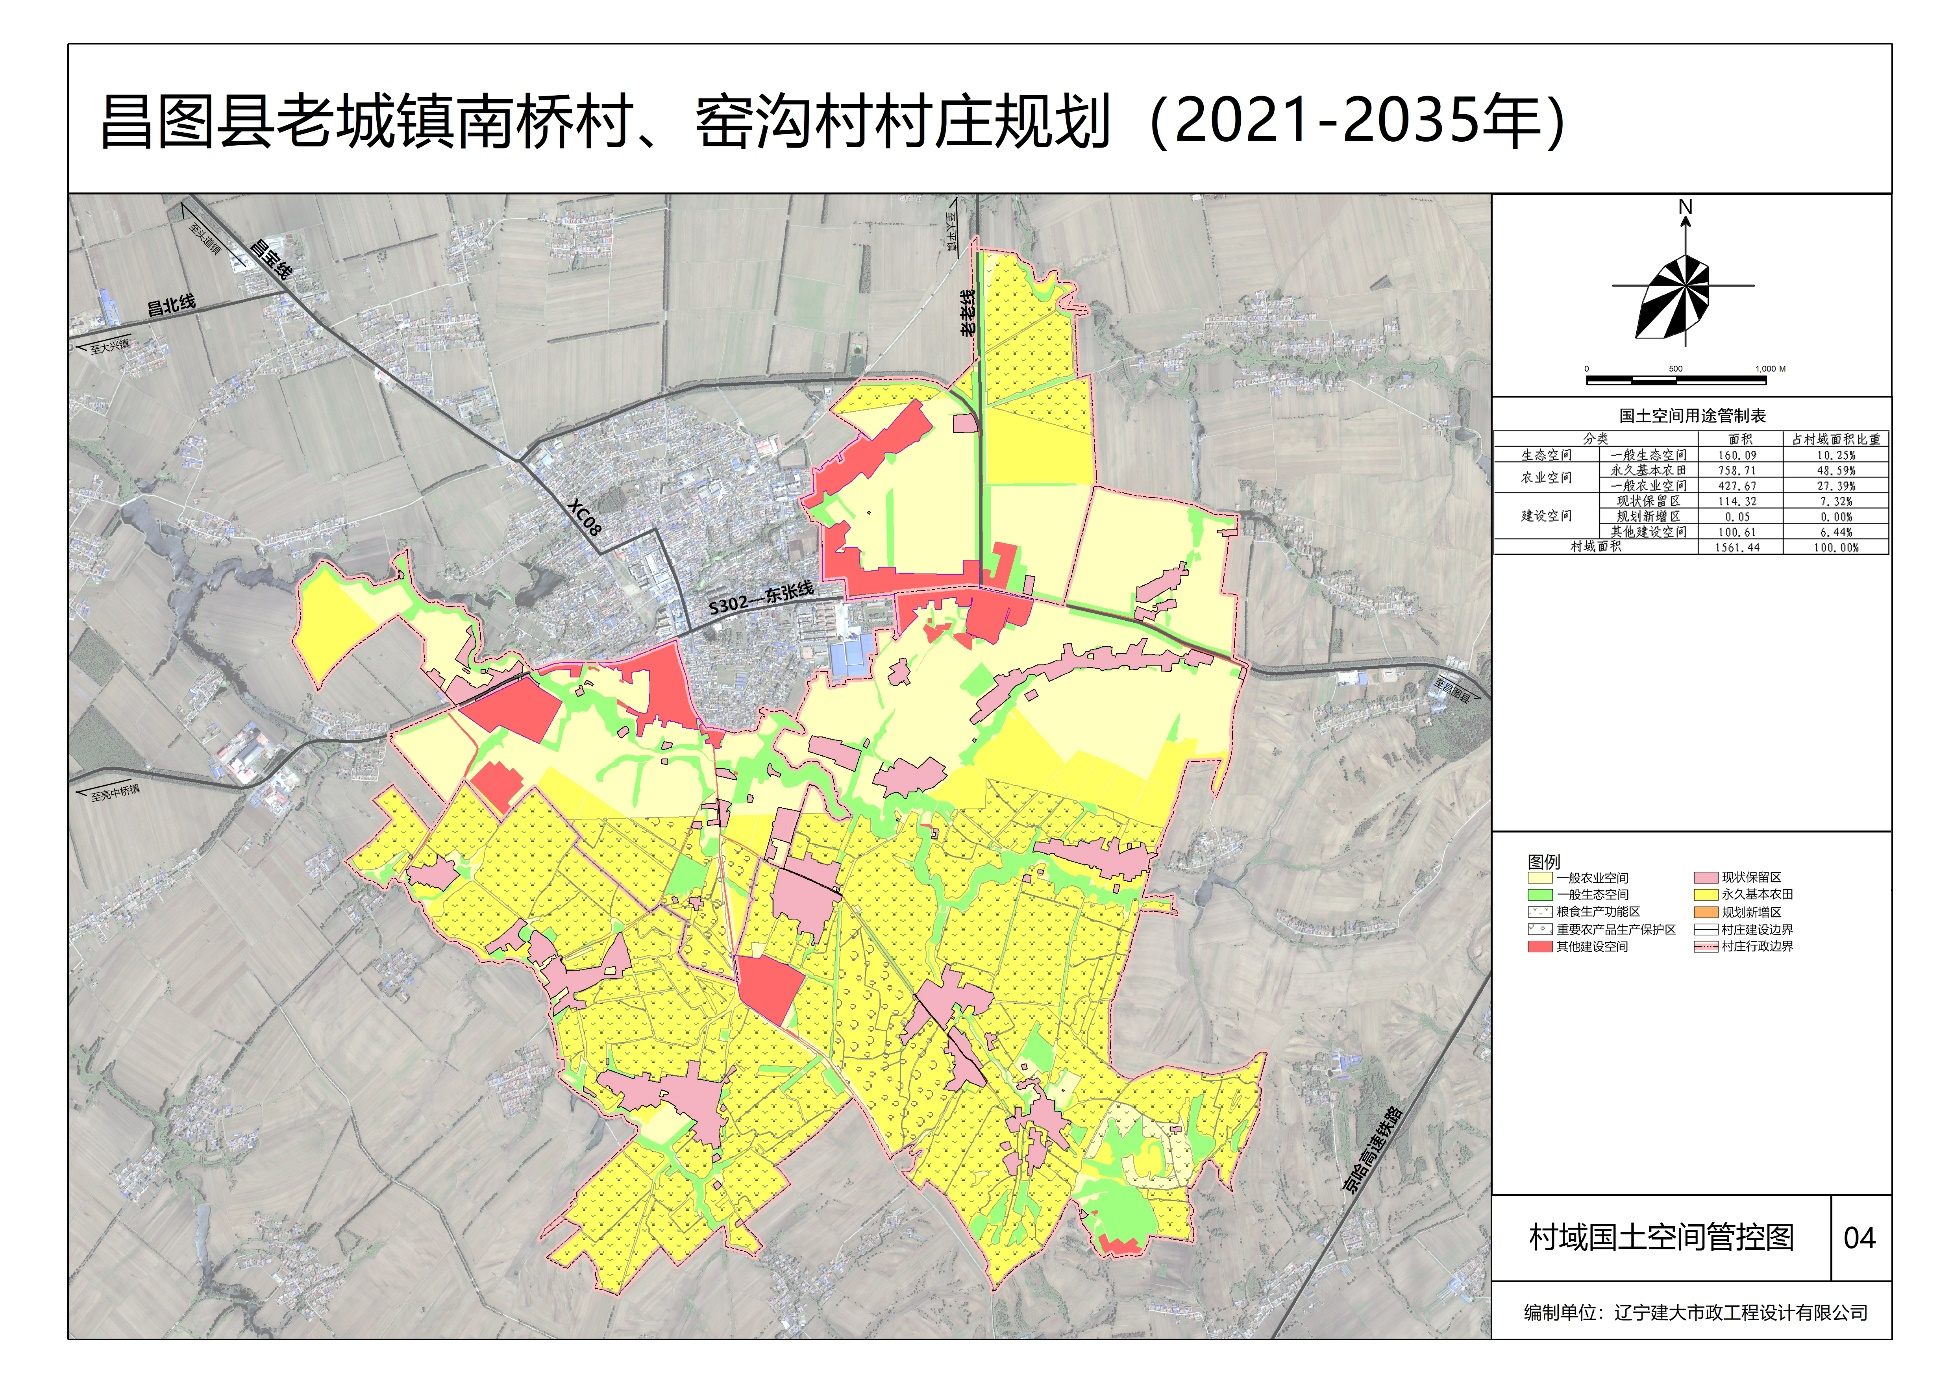 昌图县老城镇南桥村、窑沟村村庄规划（2021-2035年）
至头道镇
昌宝线
昌北线
至大兴镇
至太平镇
老老线
XC08
S302—东张线
至昌图县
至亮中桥镇
京哈高速铁路
N
0 500 1,000 M
国土空间用途管制表
分类 面积 占村域面积比重
生态空间 一般生态空间 160.09 10.25%
农业空间 永久基本农田 758.71 48.59%
一般农业空间 427.67 27.39%
建设空间 现状保留区 114.32 7.32%
规划新增区 0.05 0.00%
其他建设空间 100.61 6.44%
村域面积 1561.44 100.00%
图例
一般农业空间 现状保留区
一般生态空间 永久基本农田
粮食生产功能区 规划新增区
重要农产品生产保护区 村庄建设边界
其他建设空间 村庄行政边界
村域国土空间管控图 04
编制单位：辽宁建大市政工程设计有限公司